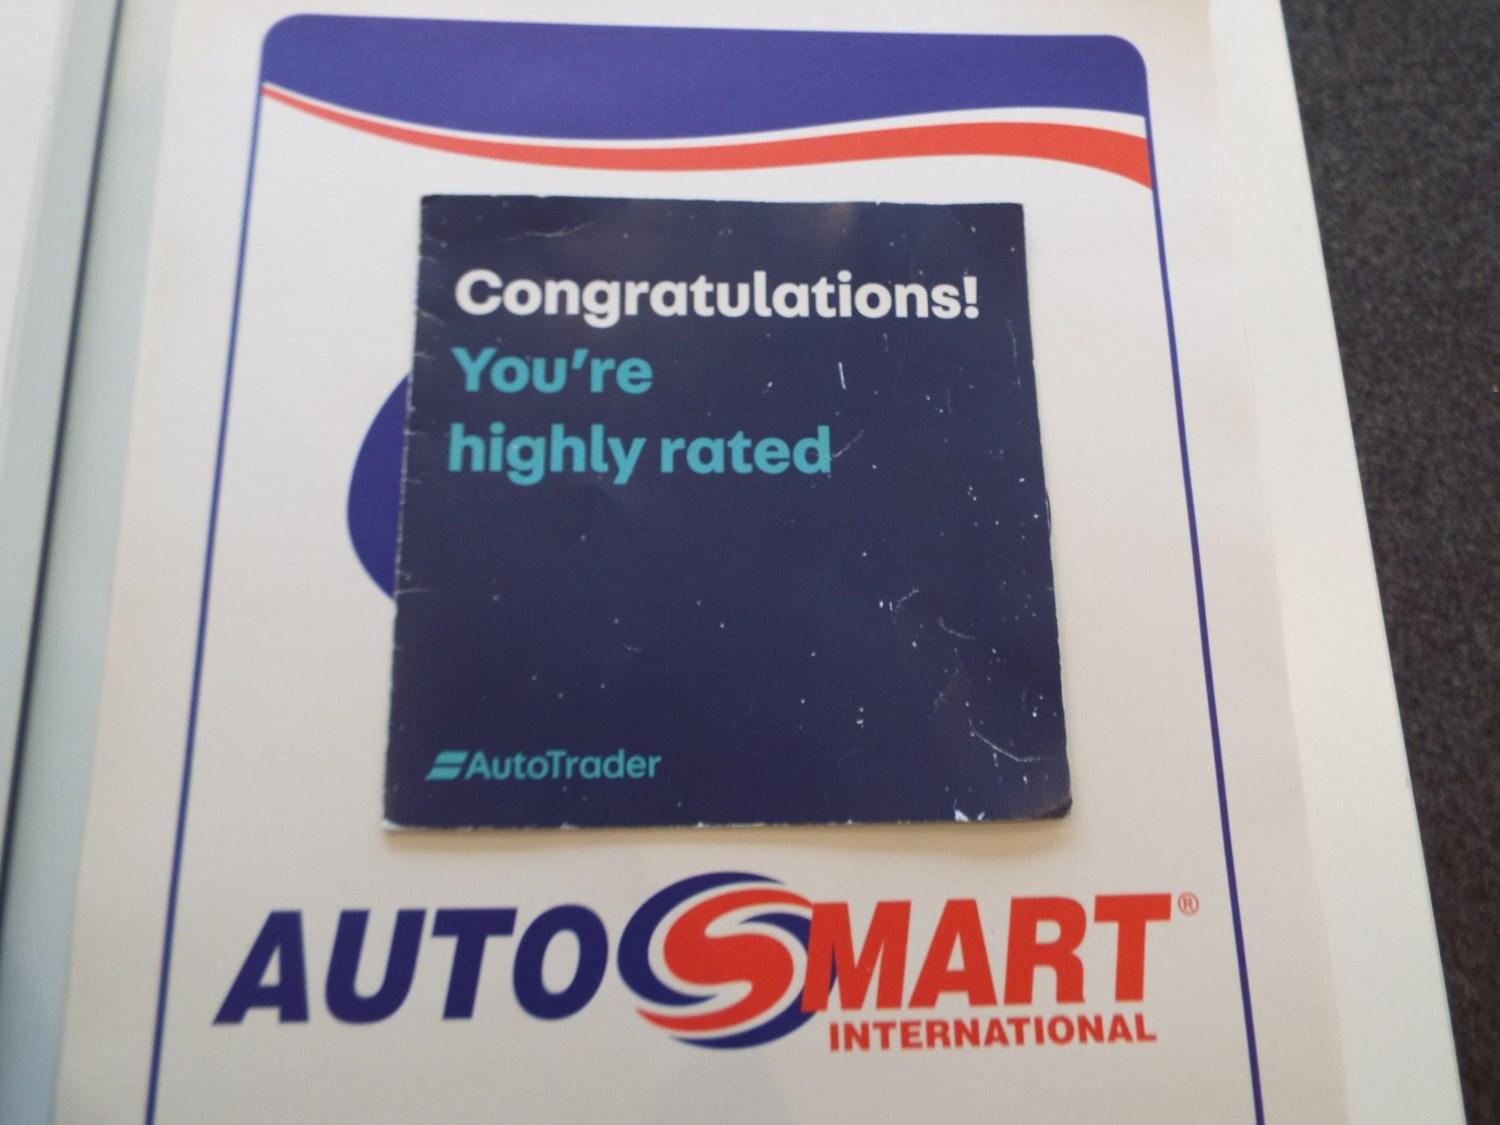 Congratulations!
You're
highly rated
AutoTrader
AUTOSMART®
INTERNATIONAL